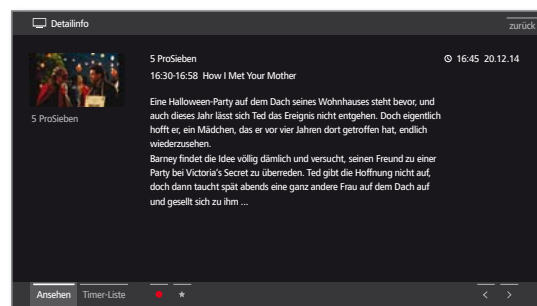 Detailinfo
zurück
5 ProSieben
16:45 20.12.14
16:30-16:58 How I Met Your Mother
5 ProSieben
Eine Halloween-Party auf dem Dach seines Wohnhauses steht bevor, und
auch dieses Jahr lässt sich Ted das Ereignis nicht entgehen. Doch eigentlich
hofft er, ein Mädchen, das er vor vier Jahren dort getroffen hat, endlich
wiederzusehen.
Barney findet die Idee völlig dämlich und versucht, seinen Freund zu einer
Party bei Victoria's Secret zu überreden. Ted gibt die Hoffnung nicht auf,
doch dann taucht spät abends eine ganz andere Frau auf dem Dach auf
und gesellt sich zu ihm ...
Ansehen Timer-Liste